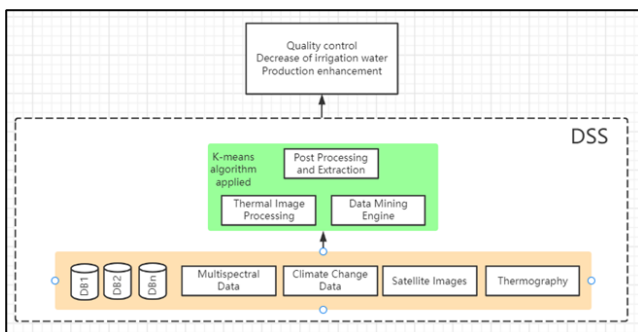 Quality control
Decrease of irrigation water
Production enhancement
DSS
K-means
algorithm
applied
Post Processing
and Extraction
Thermal Image
Processing
Data Mining
Engine
DB1
DB2
DBn
Multispectral
Data
Climate Change
Data
Satellite Images
Thermography